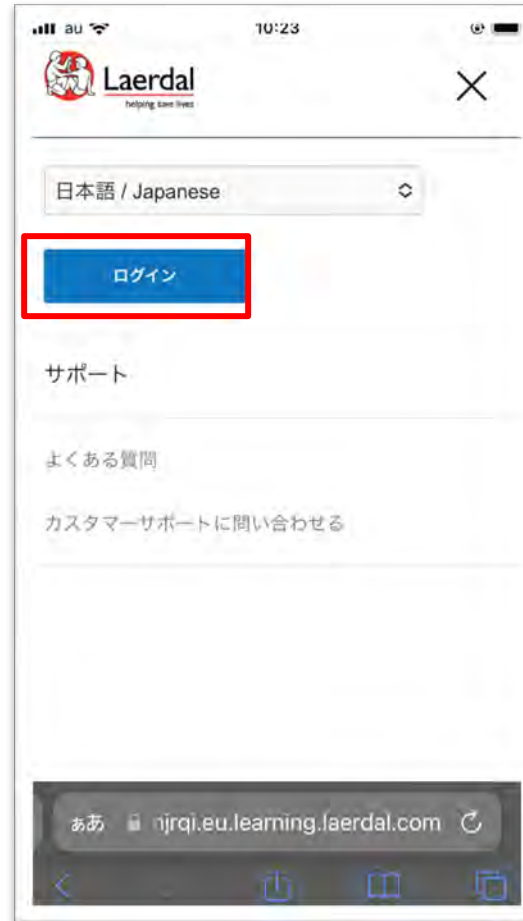 au 10:23
Laerdal
helping save lives
日本語 / Japanese
ログイン
サポート
よくある質問
カスタマーサポートに問い合わせる
ぁあ njrqi.eu.learning.laerdal.com